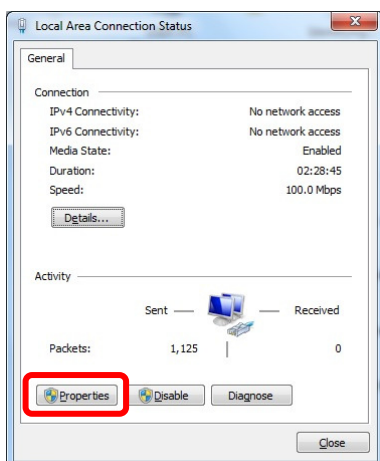 Local Area Connection Status
General
Connection
IPv4 Connectivity: No network access
IPv6 Connectivity: No network access
Media State: Enabled
Duration: 02:28:45
Speed: 100.0 Mbps
Details...
Activity
Sent Received
Packets: 1,125 0
Properties Disable Diagnose
Close